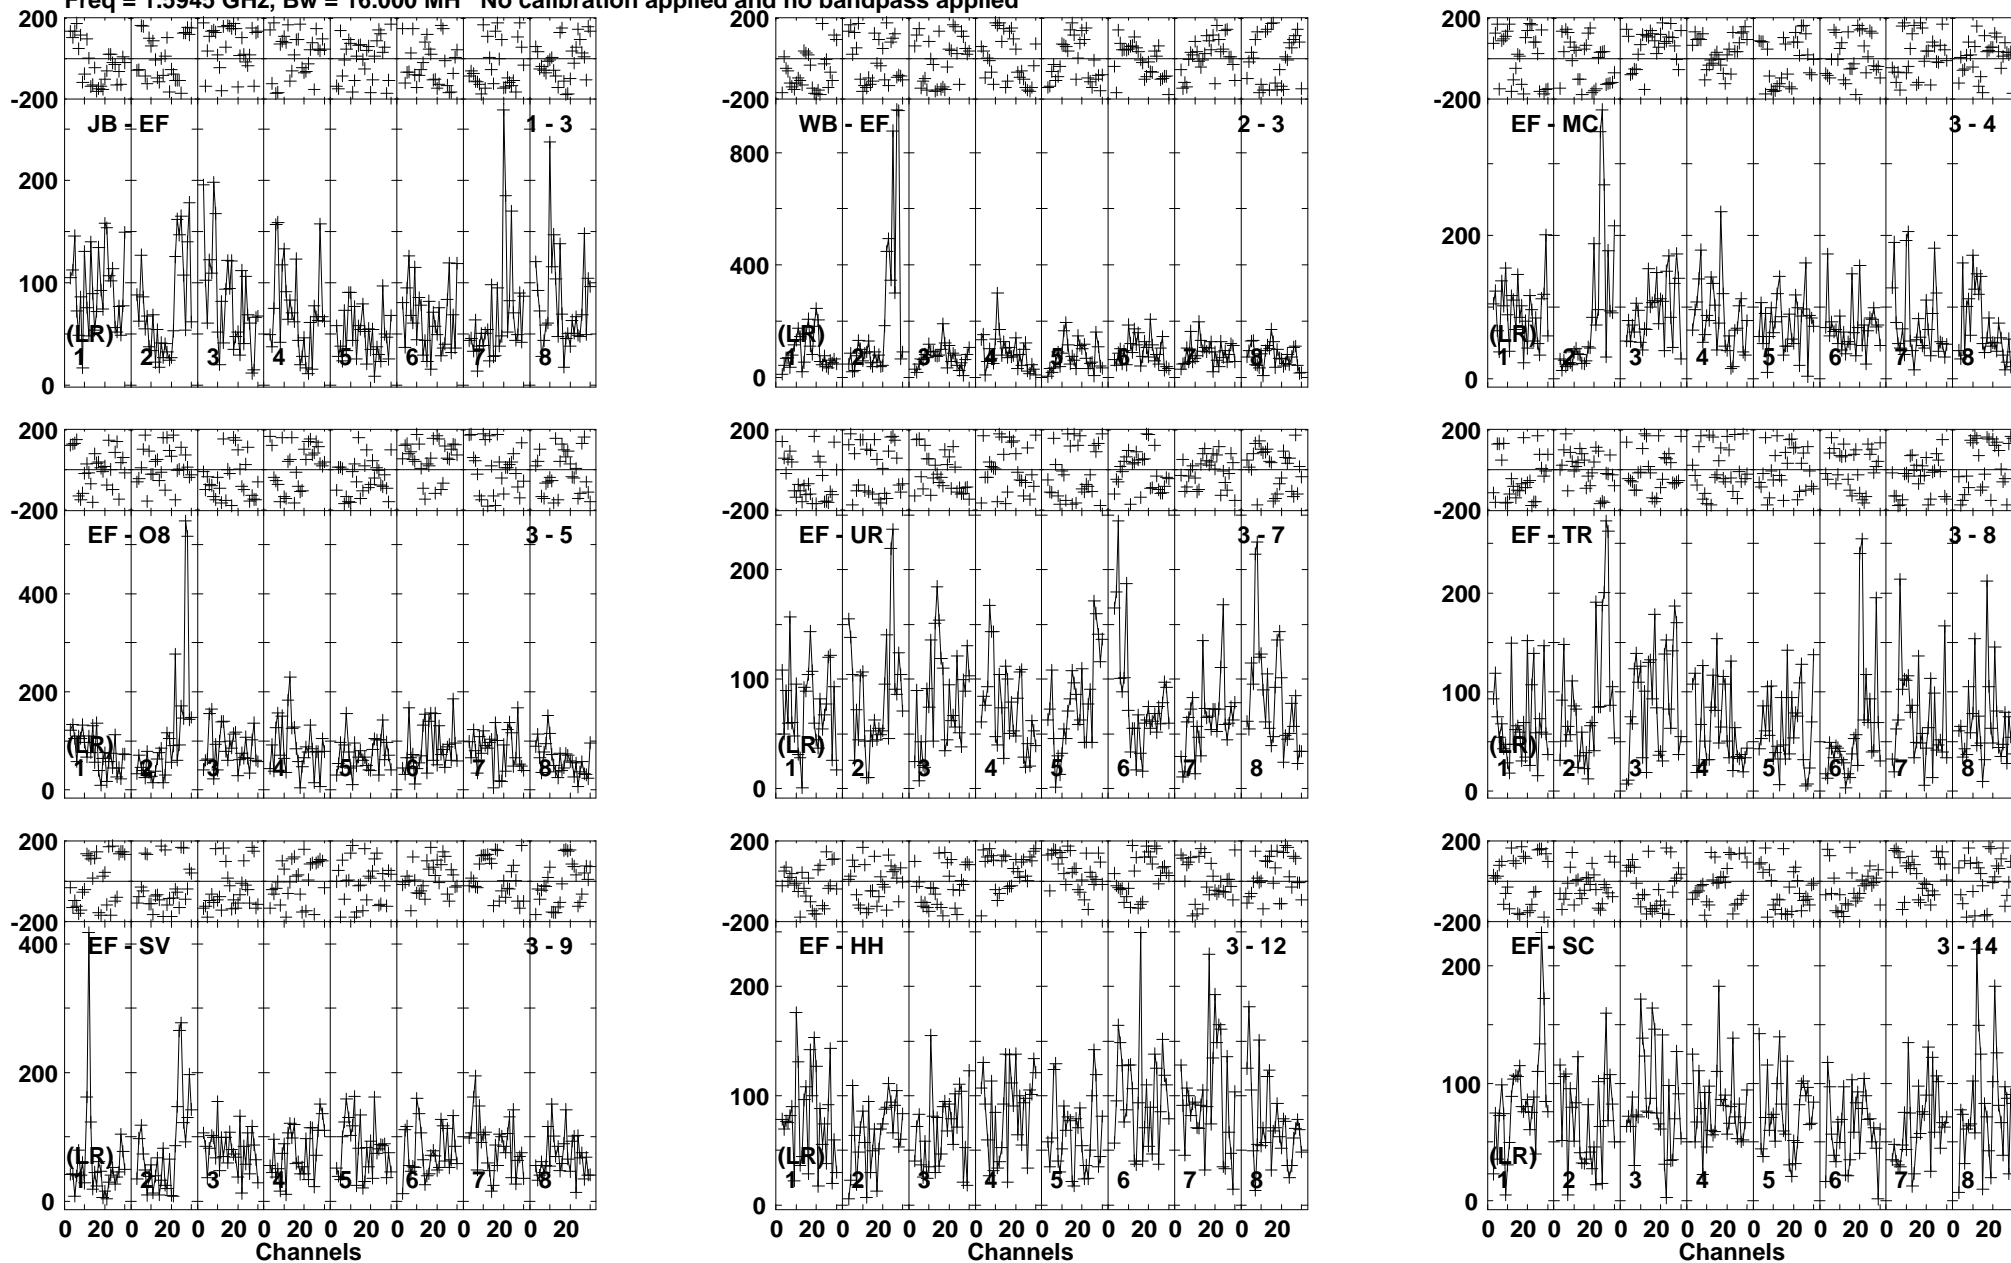 Freq = 1.5945 GHz, Bw = 16.000 MH No calibration applied and no bandpass applied
200
-200
JB - EF 1 - 3
200
100
0
(LR)
1 2 3 4 5 6 7 8
200
-200
WB - EF 2 - 3
800
400
0
(LR)
1 2 3 4 5 6 7 8
200
-200
EF - MC 3 - 4
200
0
(LR)
1 2 3 4 5 6 7 8
200
-200
EF - O8 3 - 5
400
200
0
(LR)
1 2 3 4 5 6 7 8
200
-200
EF - UR 3 - 7
200
100
0
(LR)
1 2 3 4 5 6 7 8
200
-200
EF - TR 3 - 8
200
100
0
(LR)
1 2 3 4 5 6 7 8
200
-200
EF - SV 3 - 9
400
200
0
(LR)
1 2 3 4 5 6 7 8
0 20 0 20 0 20 0 20 0 20 0 20 0 20 0 20
Channels
200
-200
EF - HH 3 - 12
200
100
0
(LR)
1 2 3 4 5 6 7 8
0 20 0 20 0 20 0 20 0 20 0 20 0 20 0 20
Channels
200
-200
EF - SC 3 - 14
200
100
0
(LR)
1 2 3 4 5 6 7 8
0 20 0 20 0 20 0 20 0 20 0 20 0 20 0 20
Channels